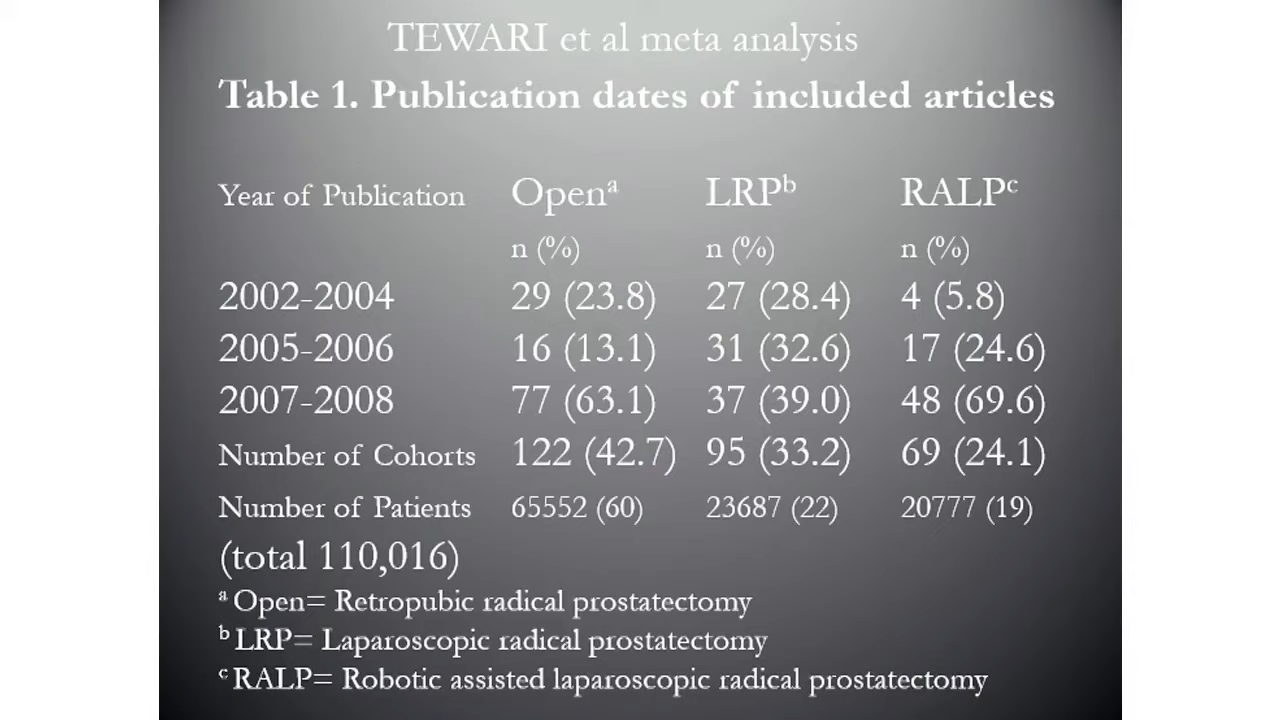 TEWARI et al meta analysis
Table 1. Publication dates of included articles
Year of Publication Openᵃ LRPᵇ RALPᶜ
n (%) n (%) n (%)
2002-2004 29 (23.8) 27 (28.4) 4 (5.8)
2005-2006 16 (13.1) 31 (32.6) 17 (24.6)
2007-2008 77 (63.1) 37 (39.0) 48 (69.6)
Number of Cohorts 122 (42.7) 95 (33.2) 69 (24.1)
Number of Patients 65552 (60) 23687 (22) 20777 (19)
(total 110,016)
ᵃ Open= Retropubic radical prostatectomy
ᵇ LRP= Laparoscopic radical prostatectomy
ᶜ RALP= Robotic assisted laparoscopic radical prostatectomy